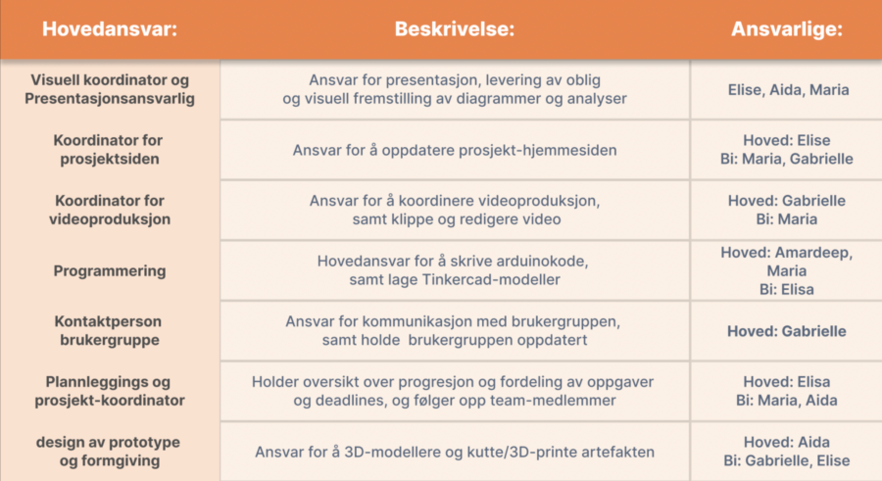 Hovedansvar: Beskrivelse: Ansvarlige:
Visuell koordinator og
Presentasjonsansvarlig
Ansvar for presentasjon, levering av oblig
og visuell fremstilling av diagrammer og analyser
Elise, Aida, Maria
Koordinator for
prosjektsiden
Ansvar for å oppdatere prosjekt-hjemmesiden
Hoved: Elise
Bi: Maria, Gabrielle
Koordinator for
videoproduksjon
Ansvar for å koordinere videoproduksjon,
samt klippe og redigere video
Hoved: Gabrielle
Bi: Maria
Programmering
Hovedansvar for å skrive arduinokode,
samt lage Tinkercad-modeller
Hoved: Amardeep,
Maria
Bi: Elisa
Kontaktperson
brukergruppe
Ansvar for kommunikasjon med brukergruppen,
samt holde  brukergruppen oppdatert
Hoved: Gabrielle
Plannleggings og
prosjekt-koordinator
Holder oversikt over progresjon og fordeling av oppgaver
og deadlines, og følger opp team-medlemmer
Hoved: Elisa
Bi: Maria, Aida
design av prototype
og formgiving
Ansvar for å 3D-modellere og kutte/3D-printe artefakten
Hoved: Aida
Bi: Gabrielle, Elise